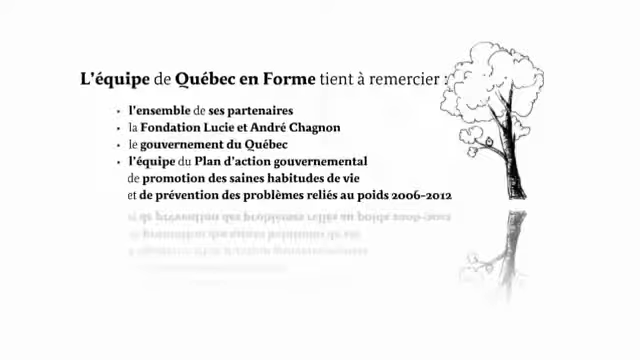 L'équipe de Québec en Forme tient à remercier :
• l'ensemble de ses partenaires
• la Fondation Lucie et André Chagnon
• le gouvernement du Québec
• l'équipe du Plan d'action gouvernemental
de promotion des saines habitudes de vie
et de prévention des problèmes reliés au poids 2006-2012